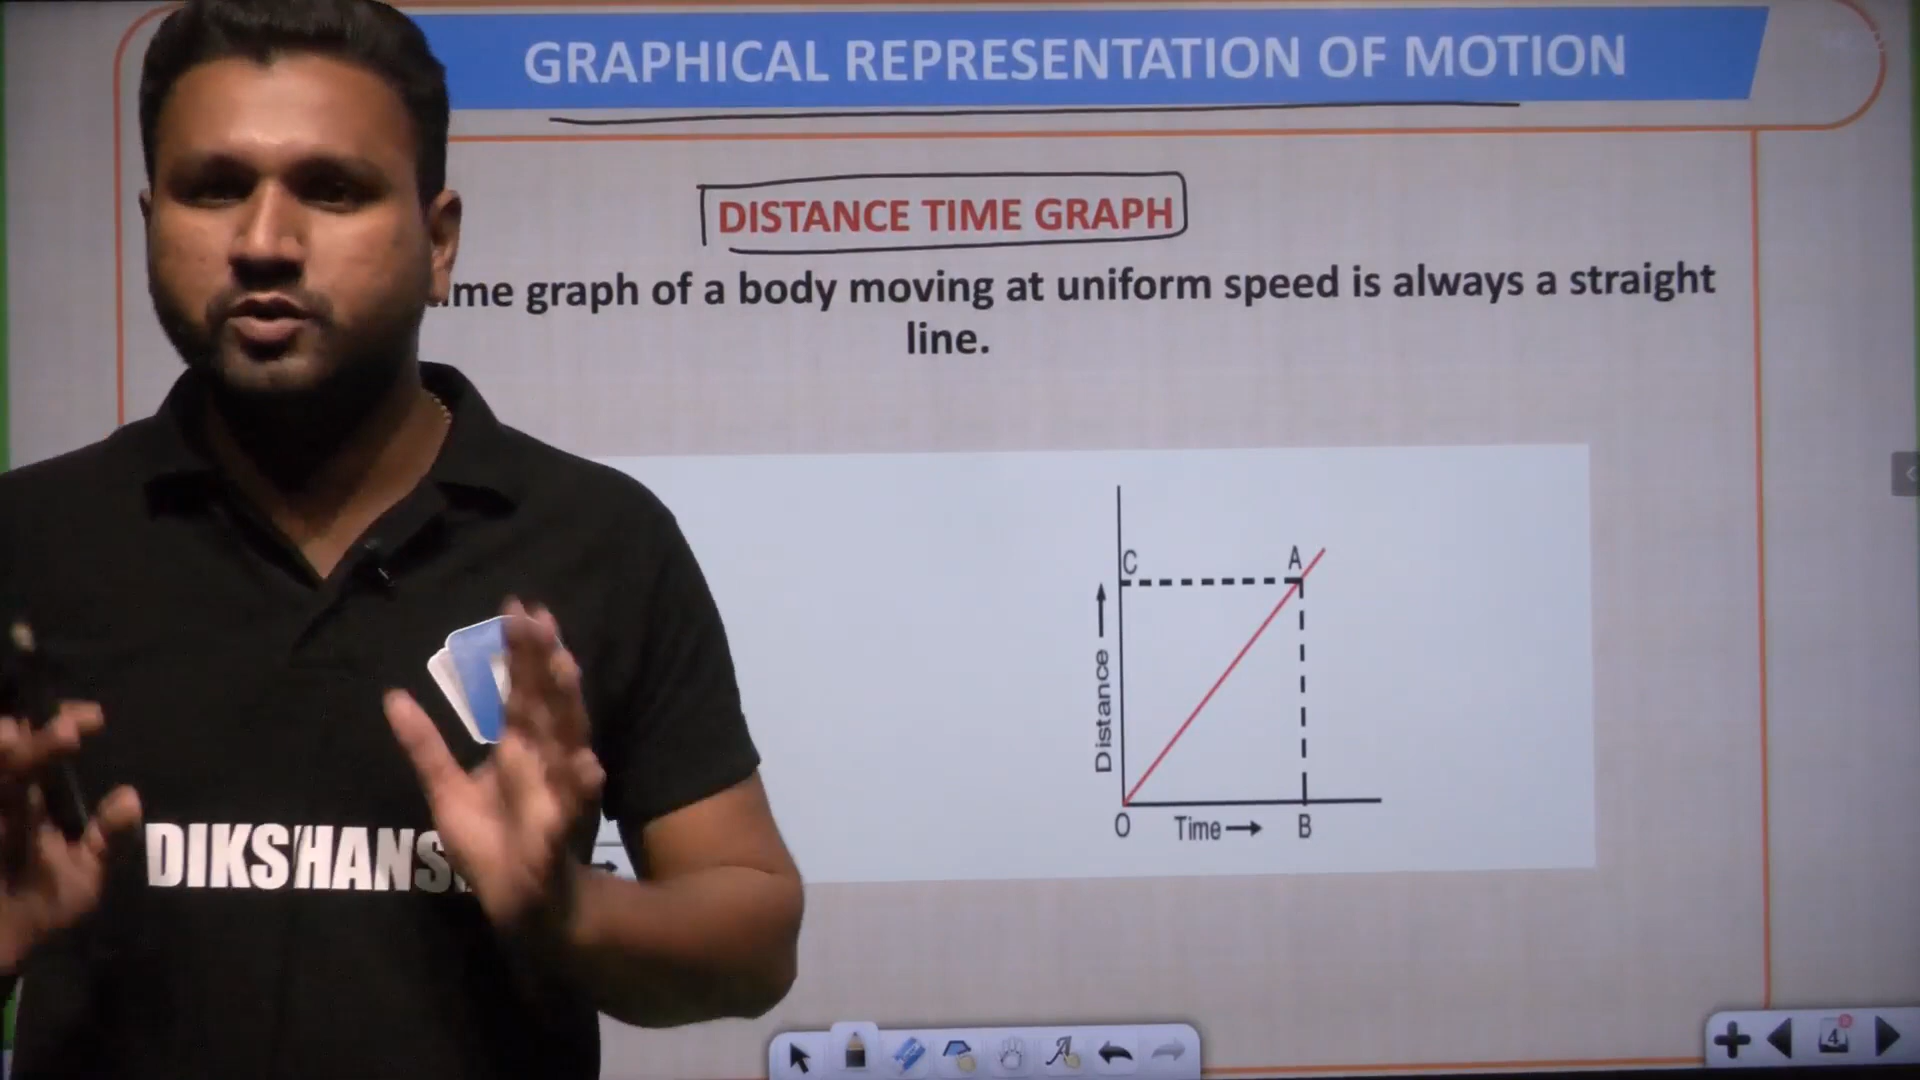 GRAPHICAL REPRESENTATION OF MOTION
DISTANCE TIME GRAPH
graph of a body moving at uniform speed is always a straight
line.
C
A
Distance
O
Time
B
DIKSHANS
4